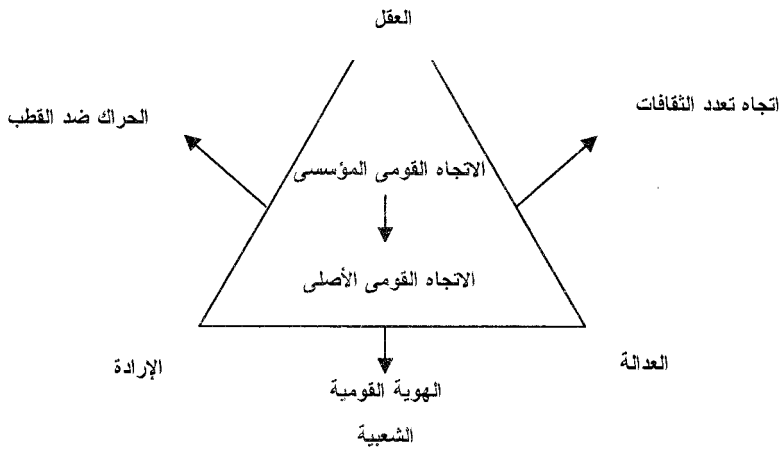 العقل
اتجاه تعدد الثقافات
الحراك ضد القطب
الاتجاه القومى المؤسسى
الاتجاه القومى الأصلى
العدالة
الإرادة
الهوية القومية
الشعبية